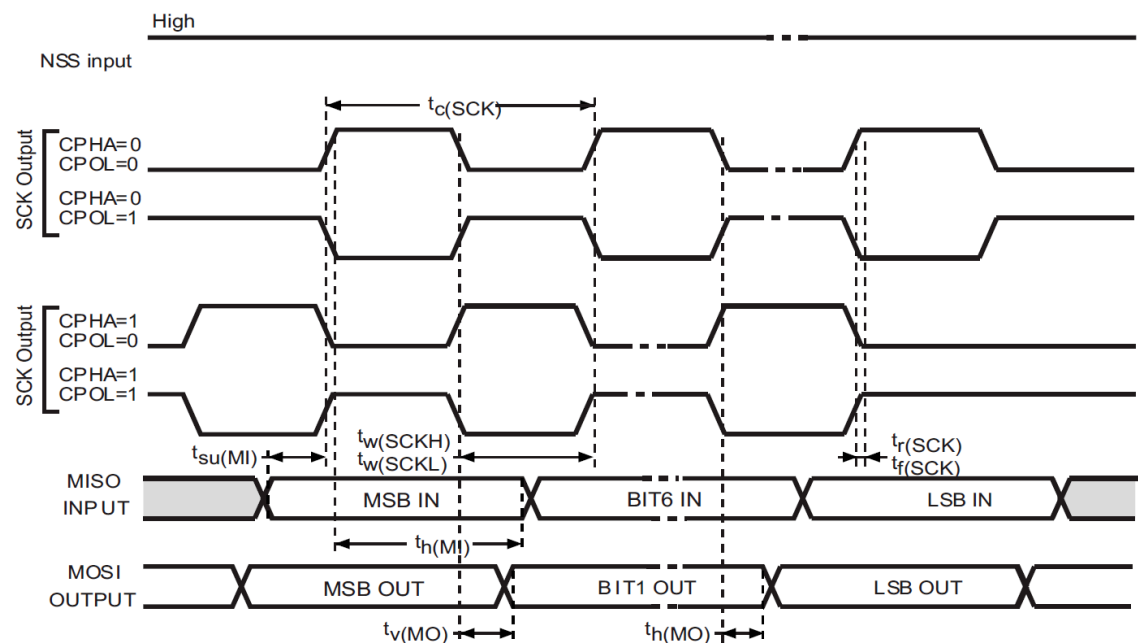 High
NSS input
tc(SCK)
SCK Output
CPHA=0
CPOL=0
CPHA=0
CPOL=1
SCK Output
CPHA=1
CPOL=0
CPHA=1
CPOL=1
tsu(MI)
tw(SCKH)
tw(SCKL)
tr(SCK)
tf(SCK)
MISO
INPUT
MSB IN
BIT6 IN
LSB IN
th(MI)
MOSI
OUTPUT
MSB OUT
BIT1 OUT
LSB OUT
tv(MO)
th(MO)